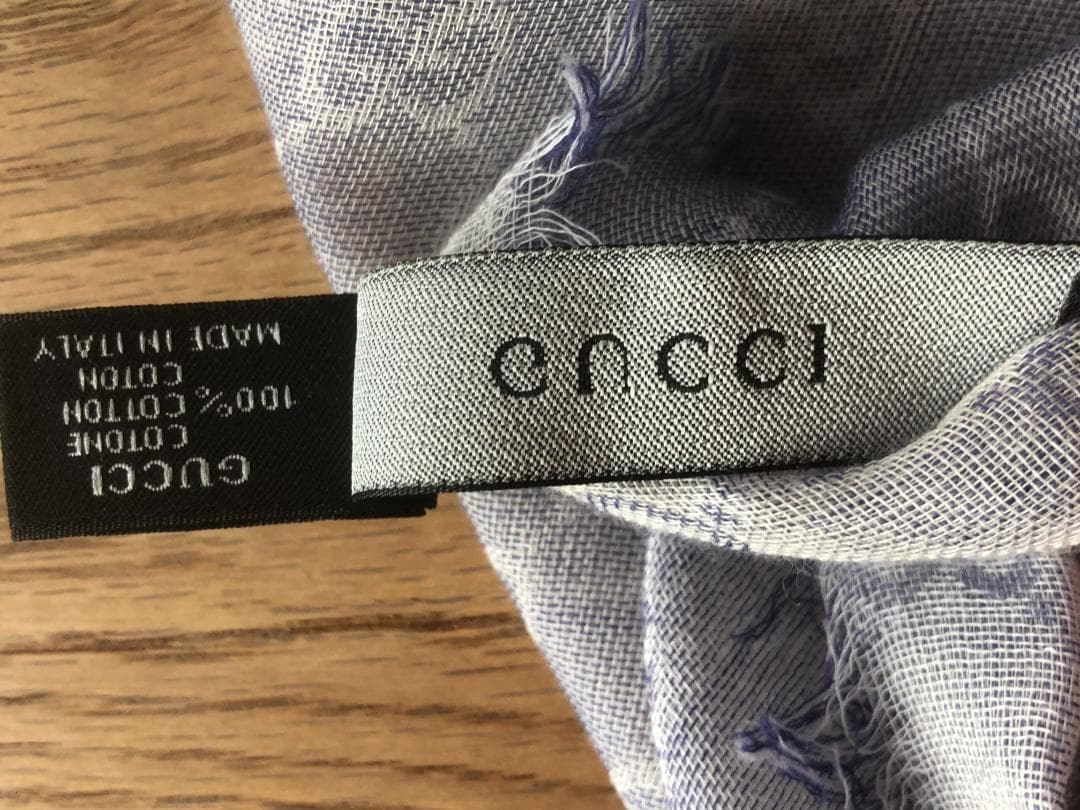 GUCCI
GUCCI
COTONE
100% COTTON
COTON
MADE IN ITALY